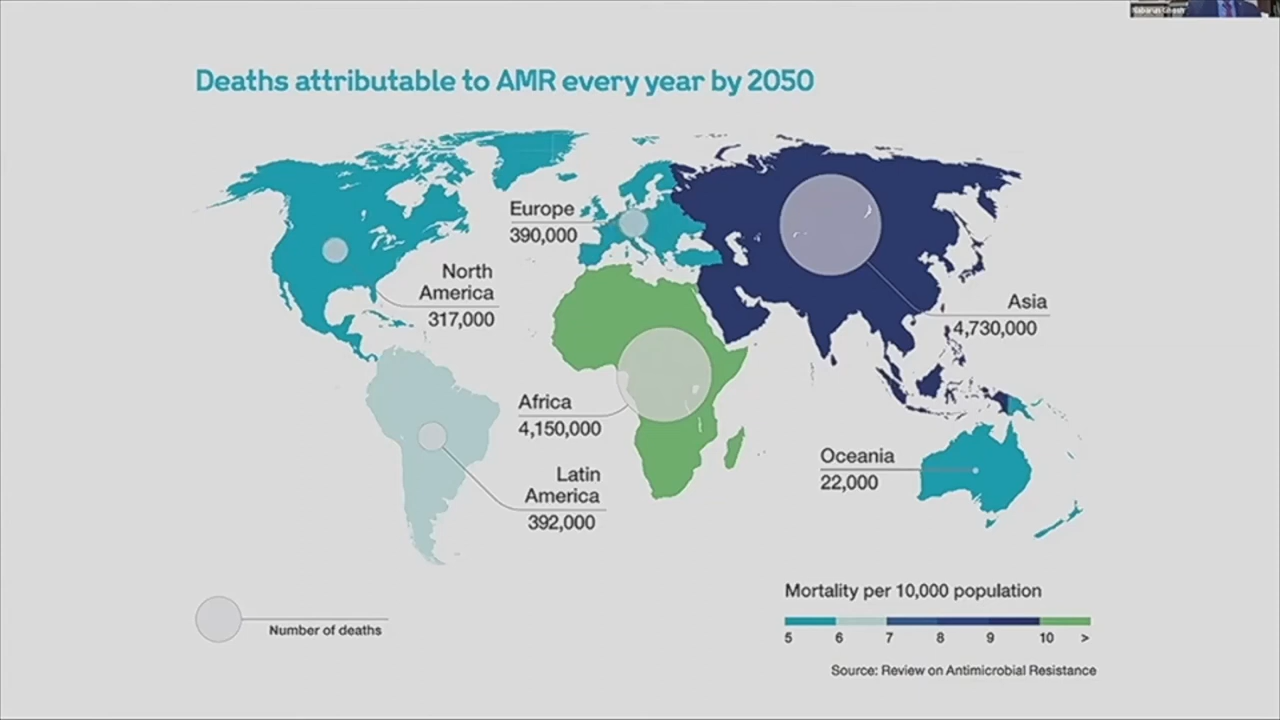 Deaths attributable to AMR every year by 2050
Europe
390,000
North
America
317,000
Asia
4,730,000
Africa
4,150,000
Latin
America
392,000
Oceania
22,000
Number of deaths
Mortality per 10,000 population
5 6 7 8 9 10 >
Source: Review on Antimicrobial Resistance